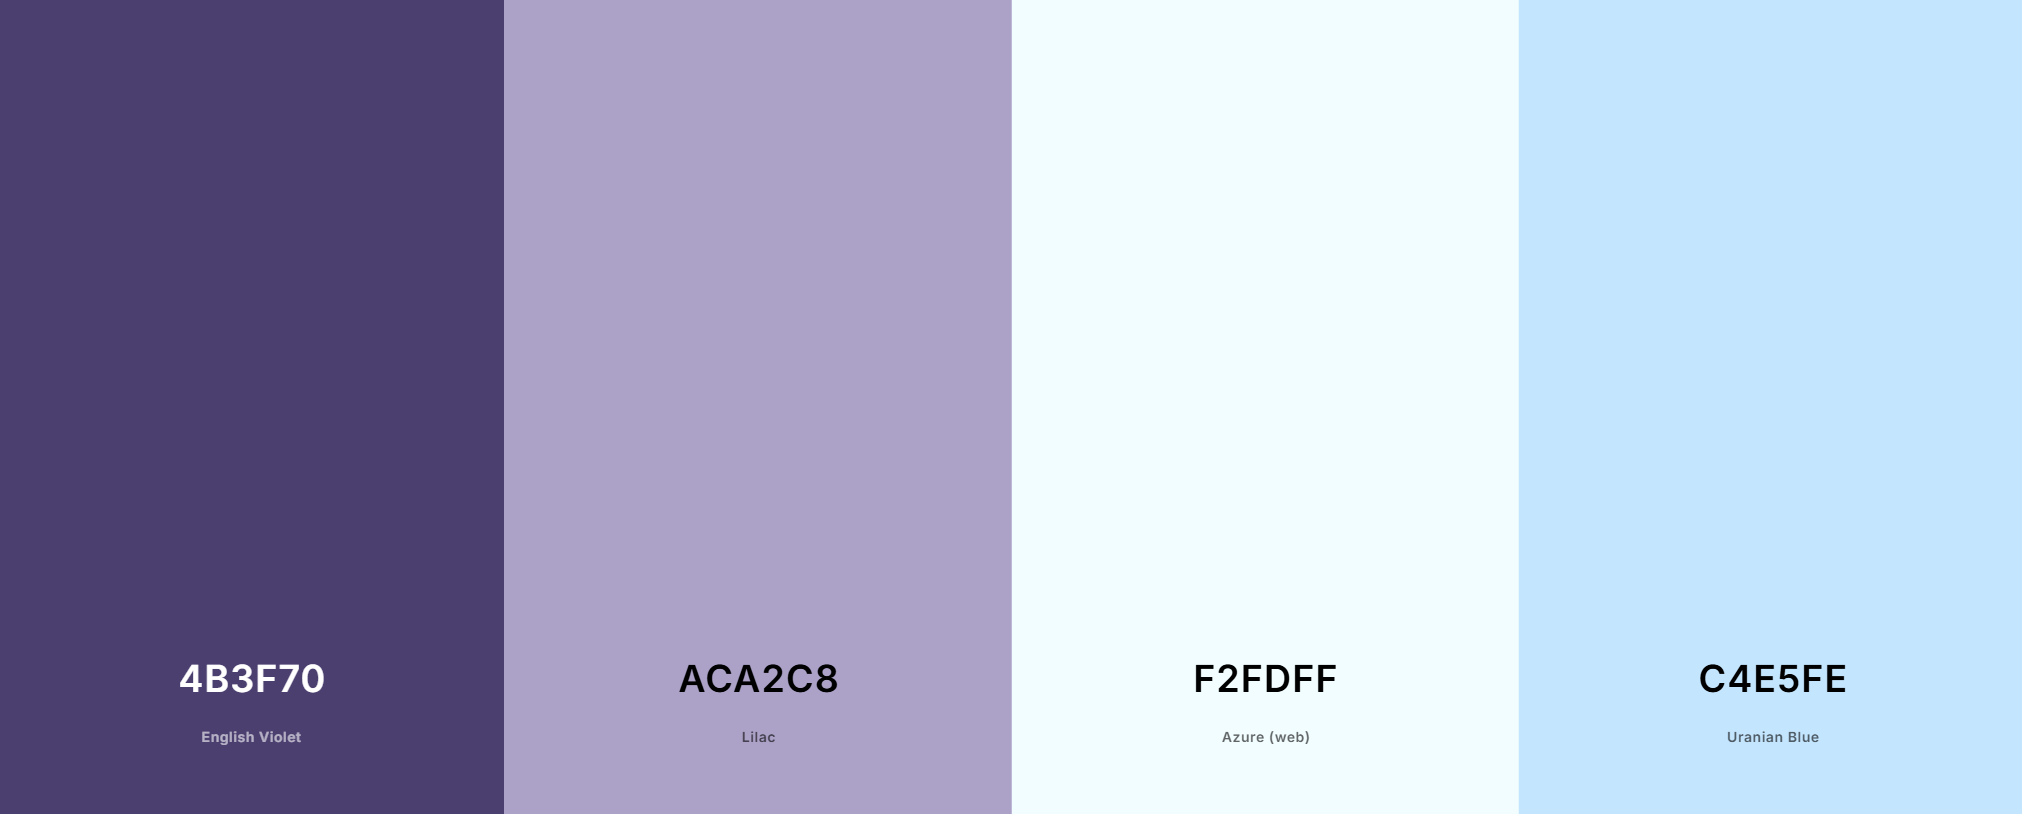 4B3F70
English Violet
ACA2C8
Lilac
F2FDFF
Azure (web)
C4E5FE
Uranian Blue